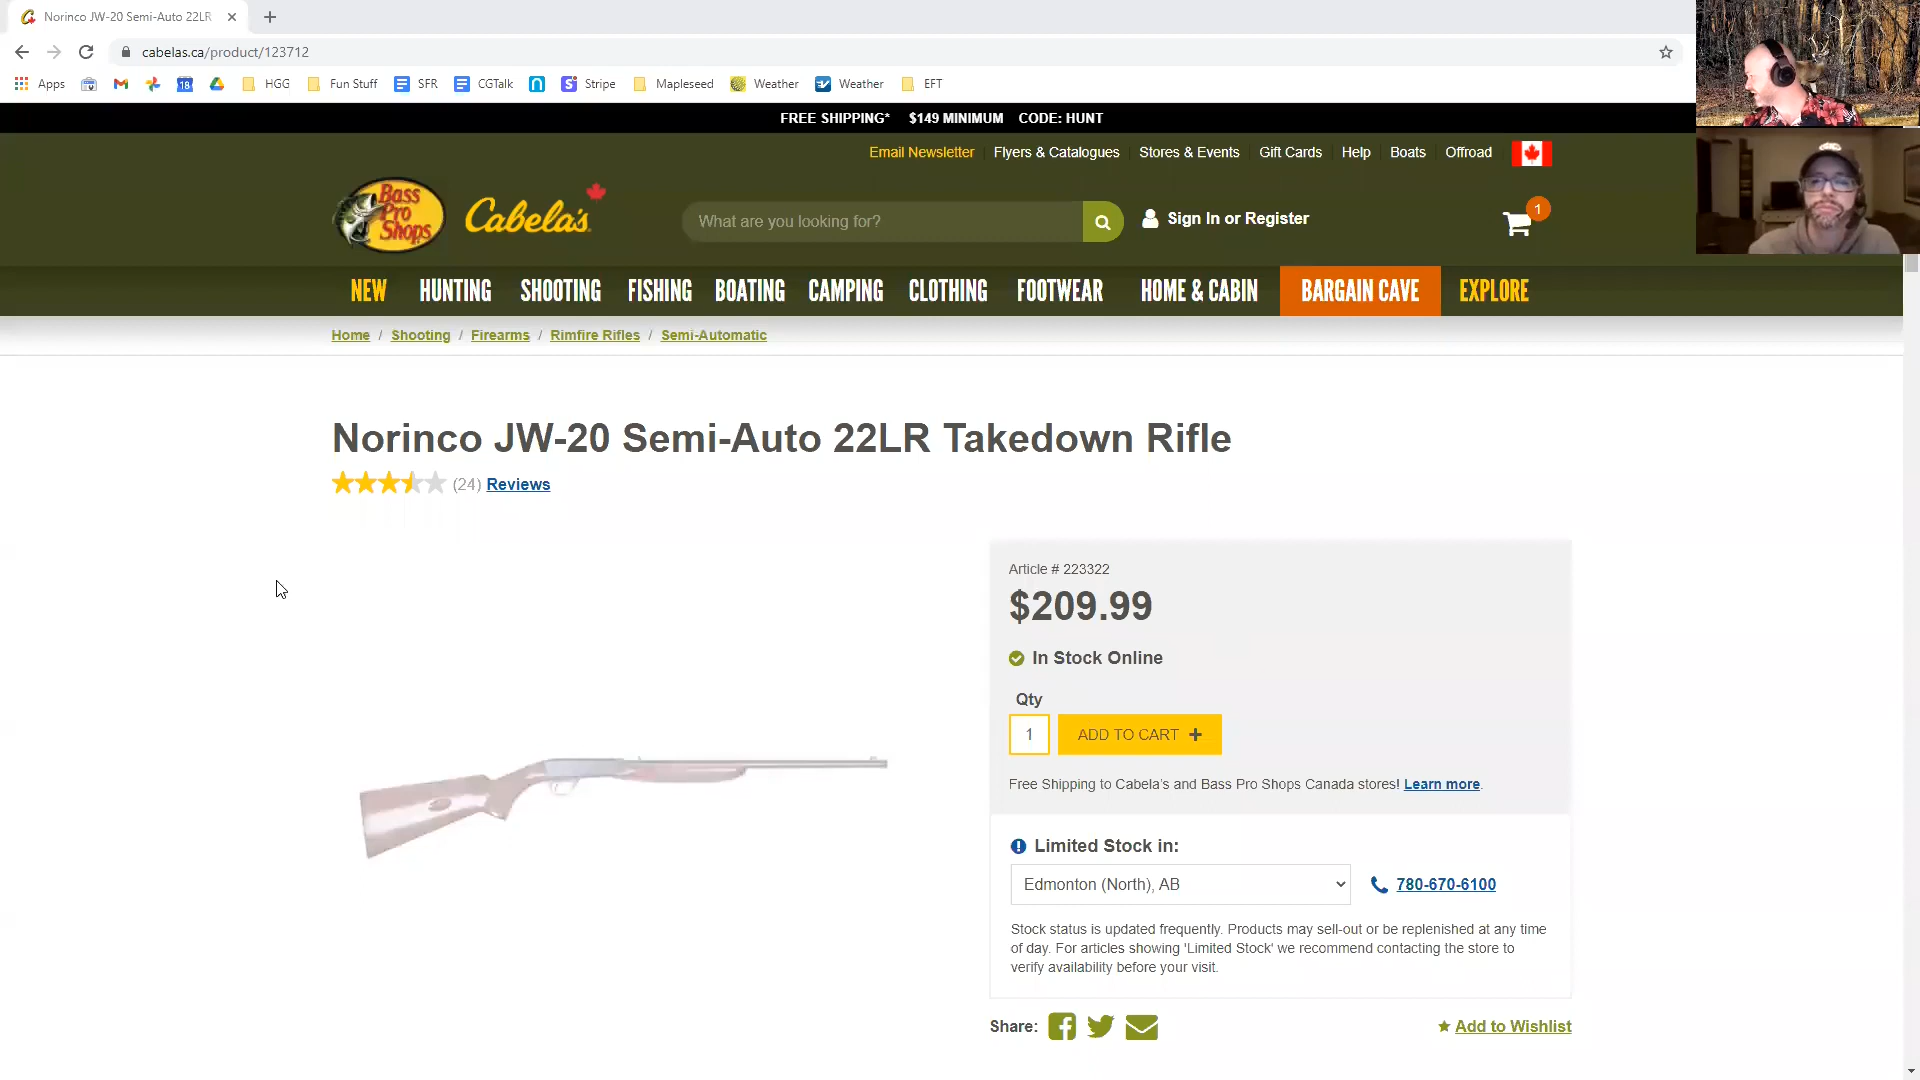 Norinco JW-20 Semi-Auto 22LR
cabelas.ca/product/123712
Apps HGG Fun Stuff SFR CGTalk Stripe Mapleseed Weather Weather EFT
FREE SHIPPING* $149 MINIMUM CODE: HUNT
Email Newsletter Flyers & Catalogues Stores & Events Gift Cards Help Boats Offroad
Bass Pro Shops Cabela's What are you looking for? Sign In or Register 1
NEW HUNTING SHOOTING FISHING BOATING CAMPING CLOTHING FOOTWEAR HOME & CABIN BARGAIN CAVE EXPLORE
Home / Shooting / Firearms / Rimfire Rifles / Semi-Automatic
Norinco JW-20 Semi-Auto 22LR Takedown Rifle
(24) Reviews
Article # 223322
$209.99
In Stock Online
Qty
1 ADD TO CART +
Free Shipping to Cabela's and Bass Pro Shops Canada stores! Learn more.
Limited Stock in:
Edmonton (North), AB 780-670-6100
Stock status is updated frequently. Products may sell-out or be replenished at any time
of day. For articles showing 'Limited Stock' we recommend contacting the store to
verify availability before your visit.
Share: Add to Wishlist